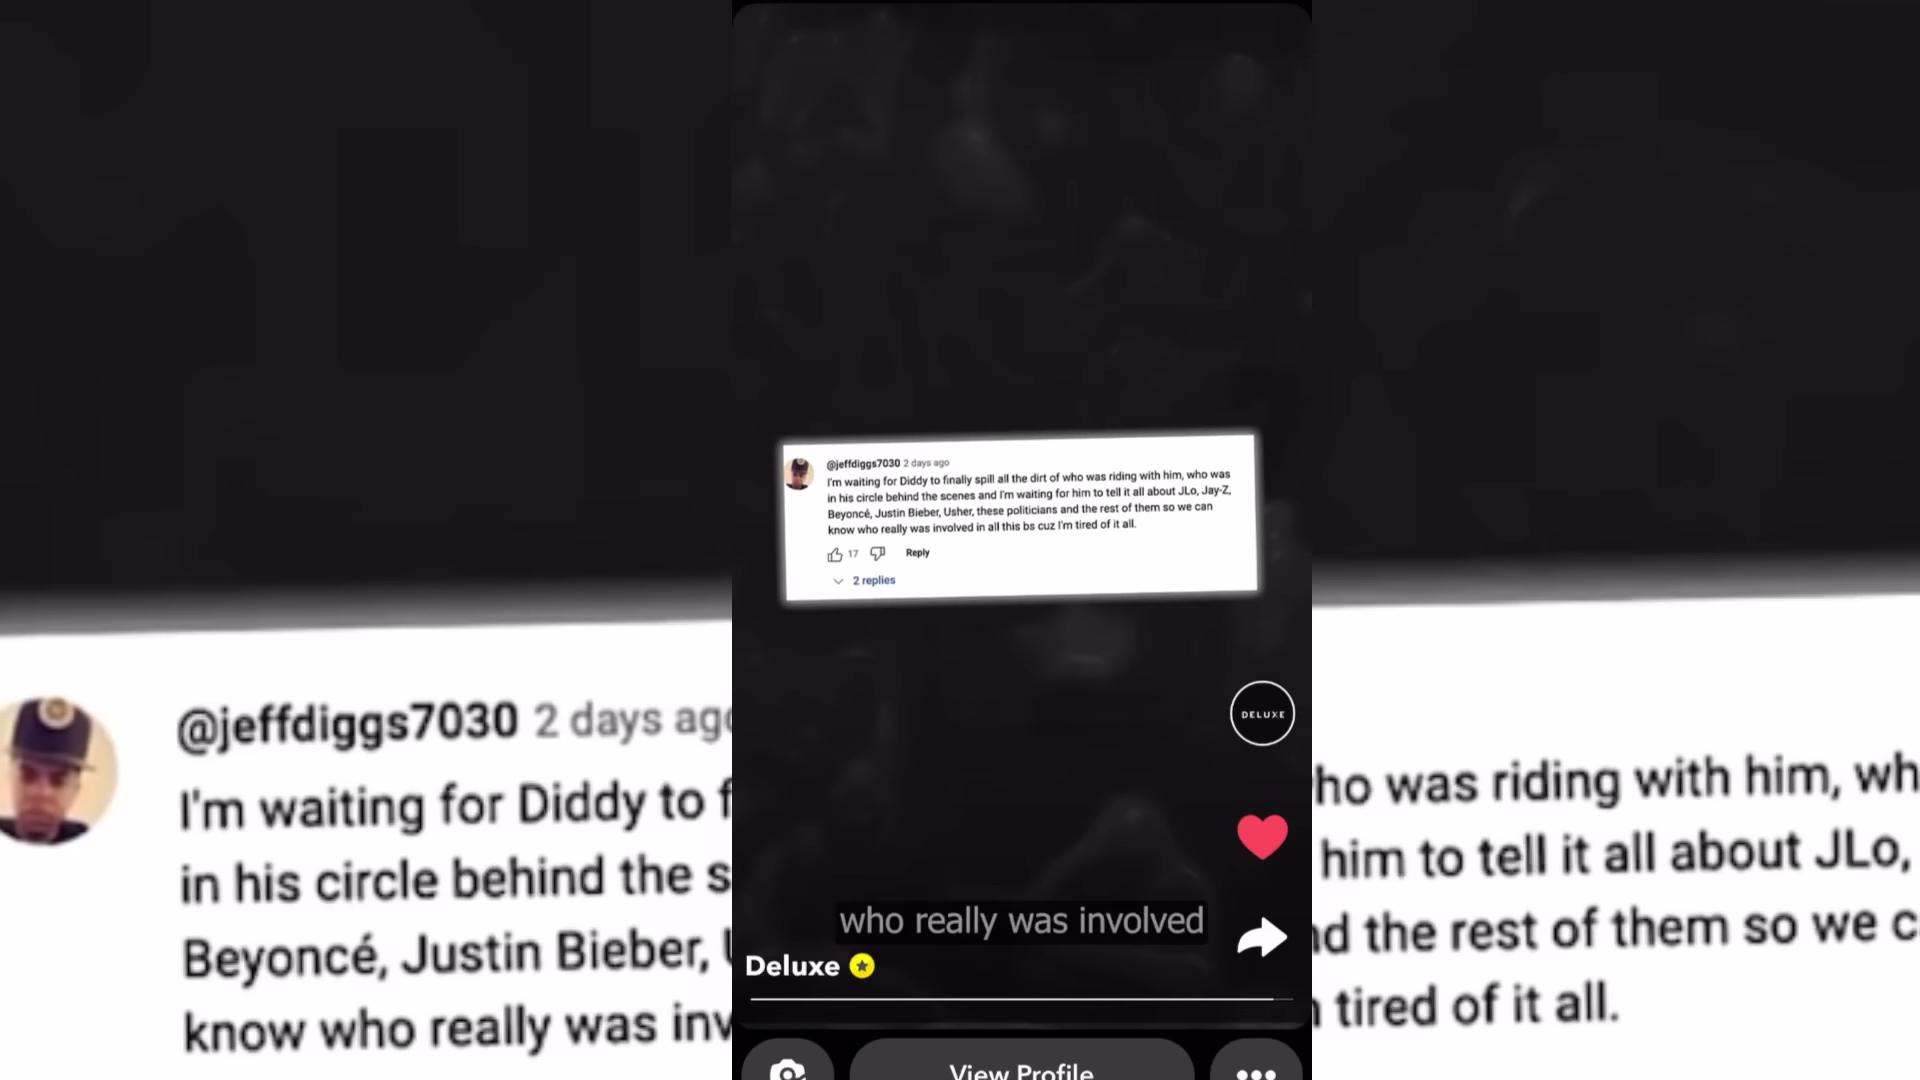 @jeffdiggs7030 2 days ago
I'm waiting for Diddy to finally spill all the dirt of who was riding with him, who was
in his circle behind the scenes and I'm waiting for him to tell it all about JLo, Jay-Z,
Beyoncé, Justin Bieber, Usher, these politicians and the rest of them so we can
know who really was involved in all this bs cuz I'm tired of it all.
17 Reply
2 replies
DELUXE
who really was involved
Deluxe
View Profile
@jeffdiggs7030 2 days ago
I'm waiting for Diddy to f
in his circle behind the s
Beyoncé, Justin Bieber, U
know who really was inv
ho was riding with him, wh
him to tell it all about JLo,
nd the rest of them so we c
tired of it all.